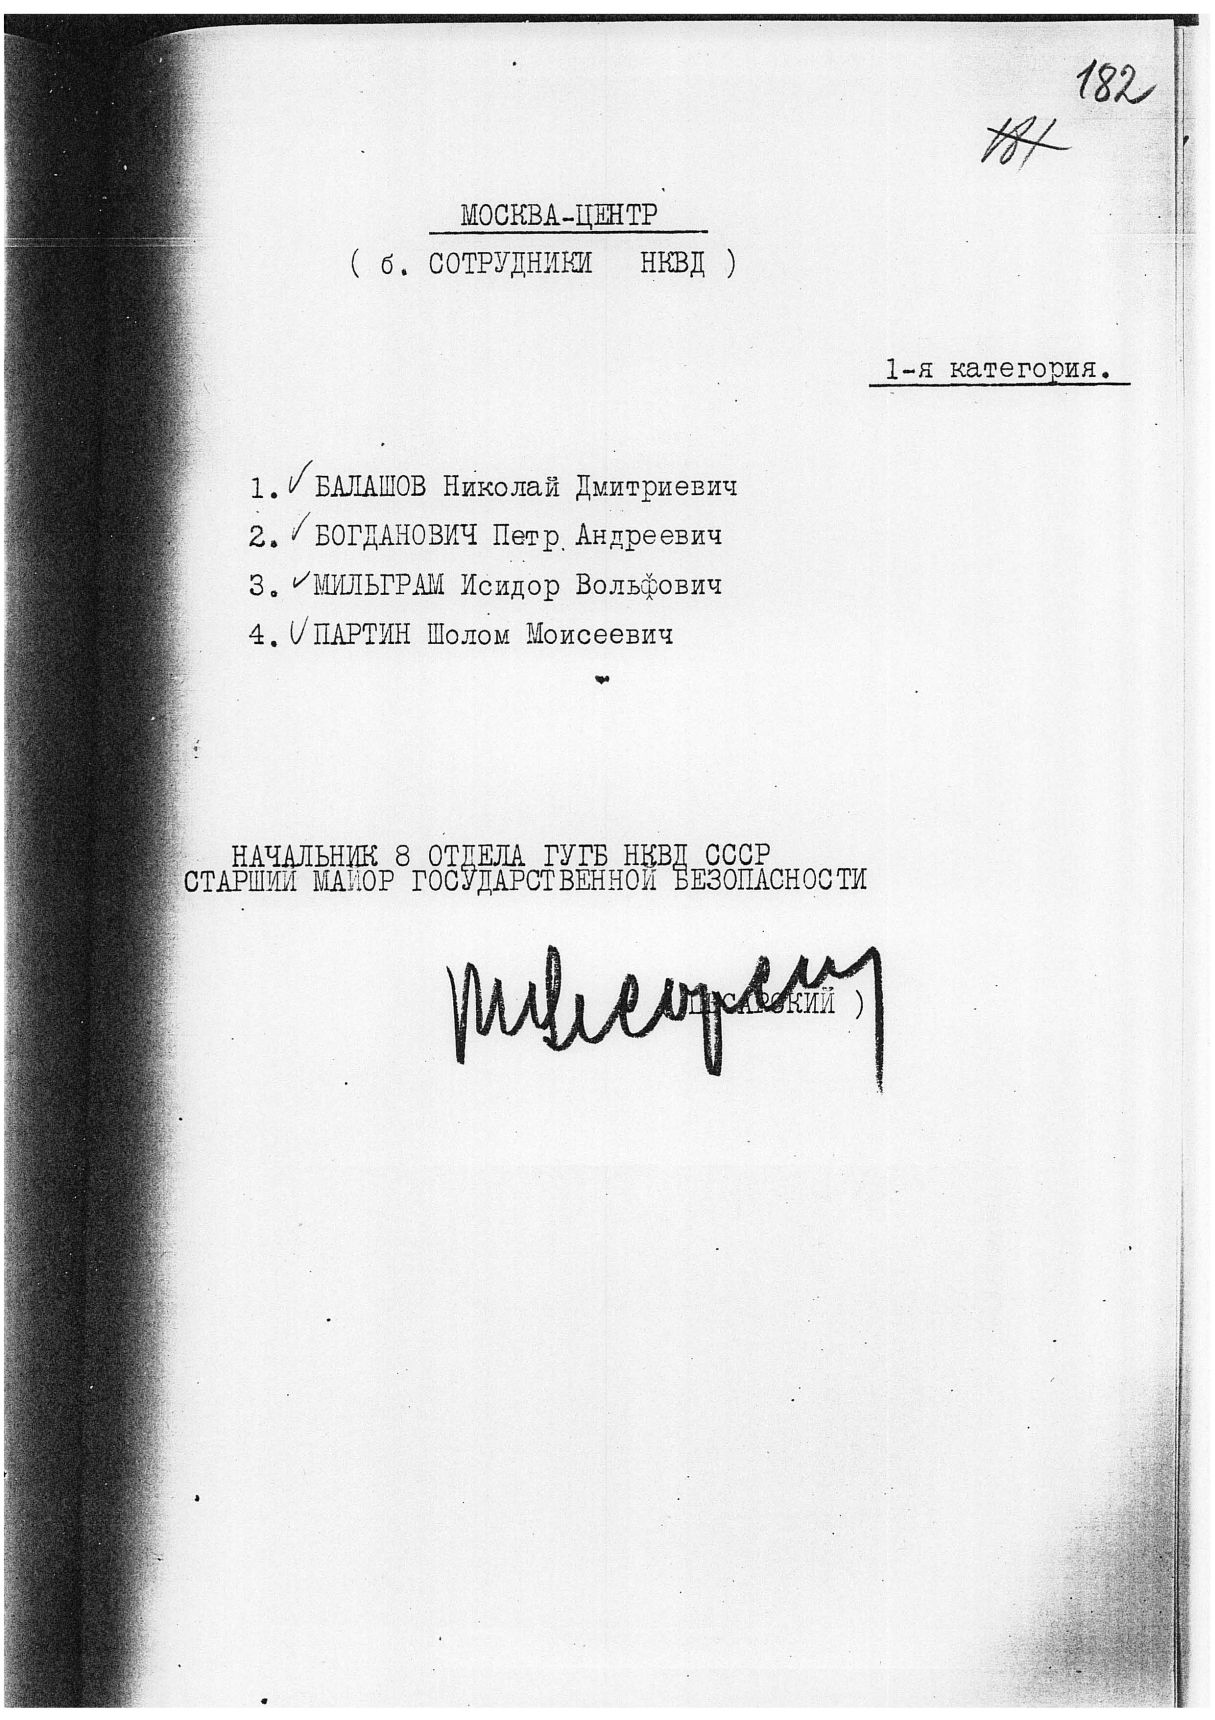 182
181
МОСКВА-ЦЕНТР
( б. СОТРУДНИКИ НКВД )
1-я категория.
1. БАЛАШОВ Николай Дмитриевич
2. БОГДАНОВИЧ Петр Андреевич
3. МИЛЬГРАМ Исидор Вольфович
4. ПАРТИН Шолом Моисеевич
НАЧАЛЬНИК 8 ОТДЕЛА ГУГБ НКВД СССР
СТАРШИЙ МАЙОР ГОСУДАРСТВЕННОЙ БЕЗОПАСНОСТИ
ЦЕСАРСКИЙ )